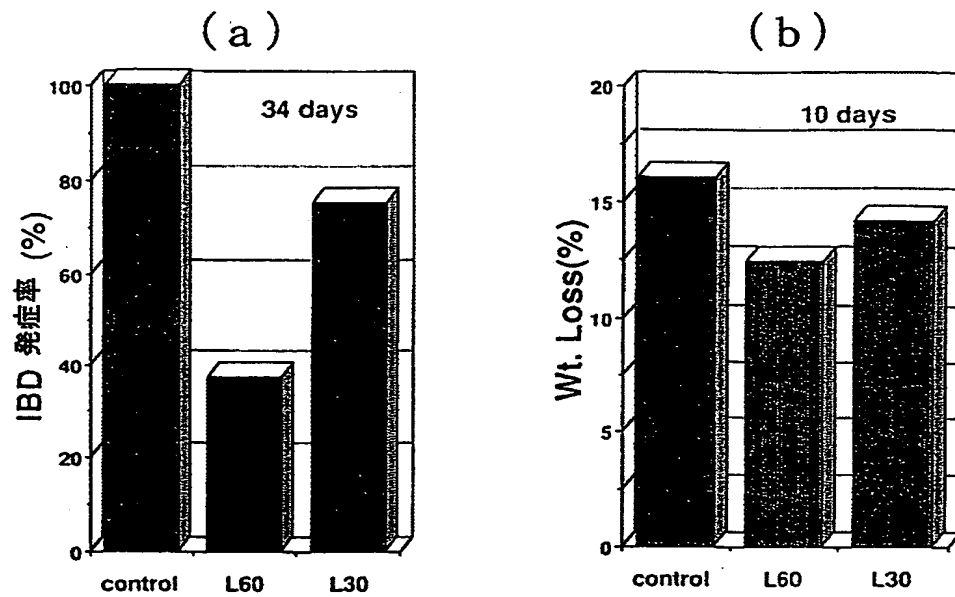 (a)
34 days
IBD 発症率 (%)
100
80
60
40
20
0
control L60 L30
(b)
10 days
Wt. Loss(%)
20
15
10
5
0
control L60 L30